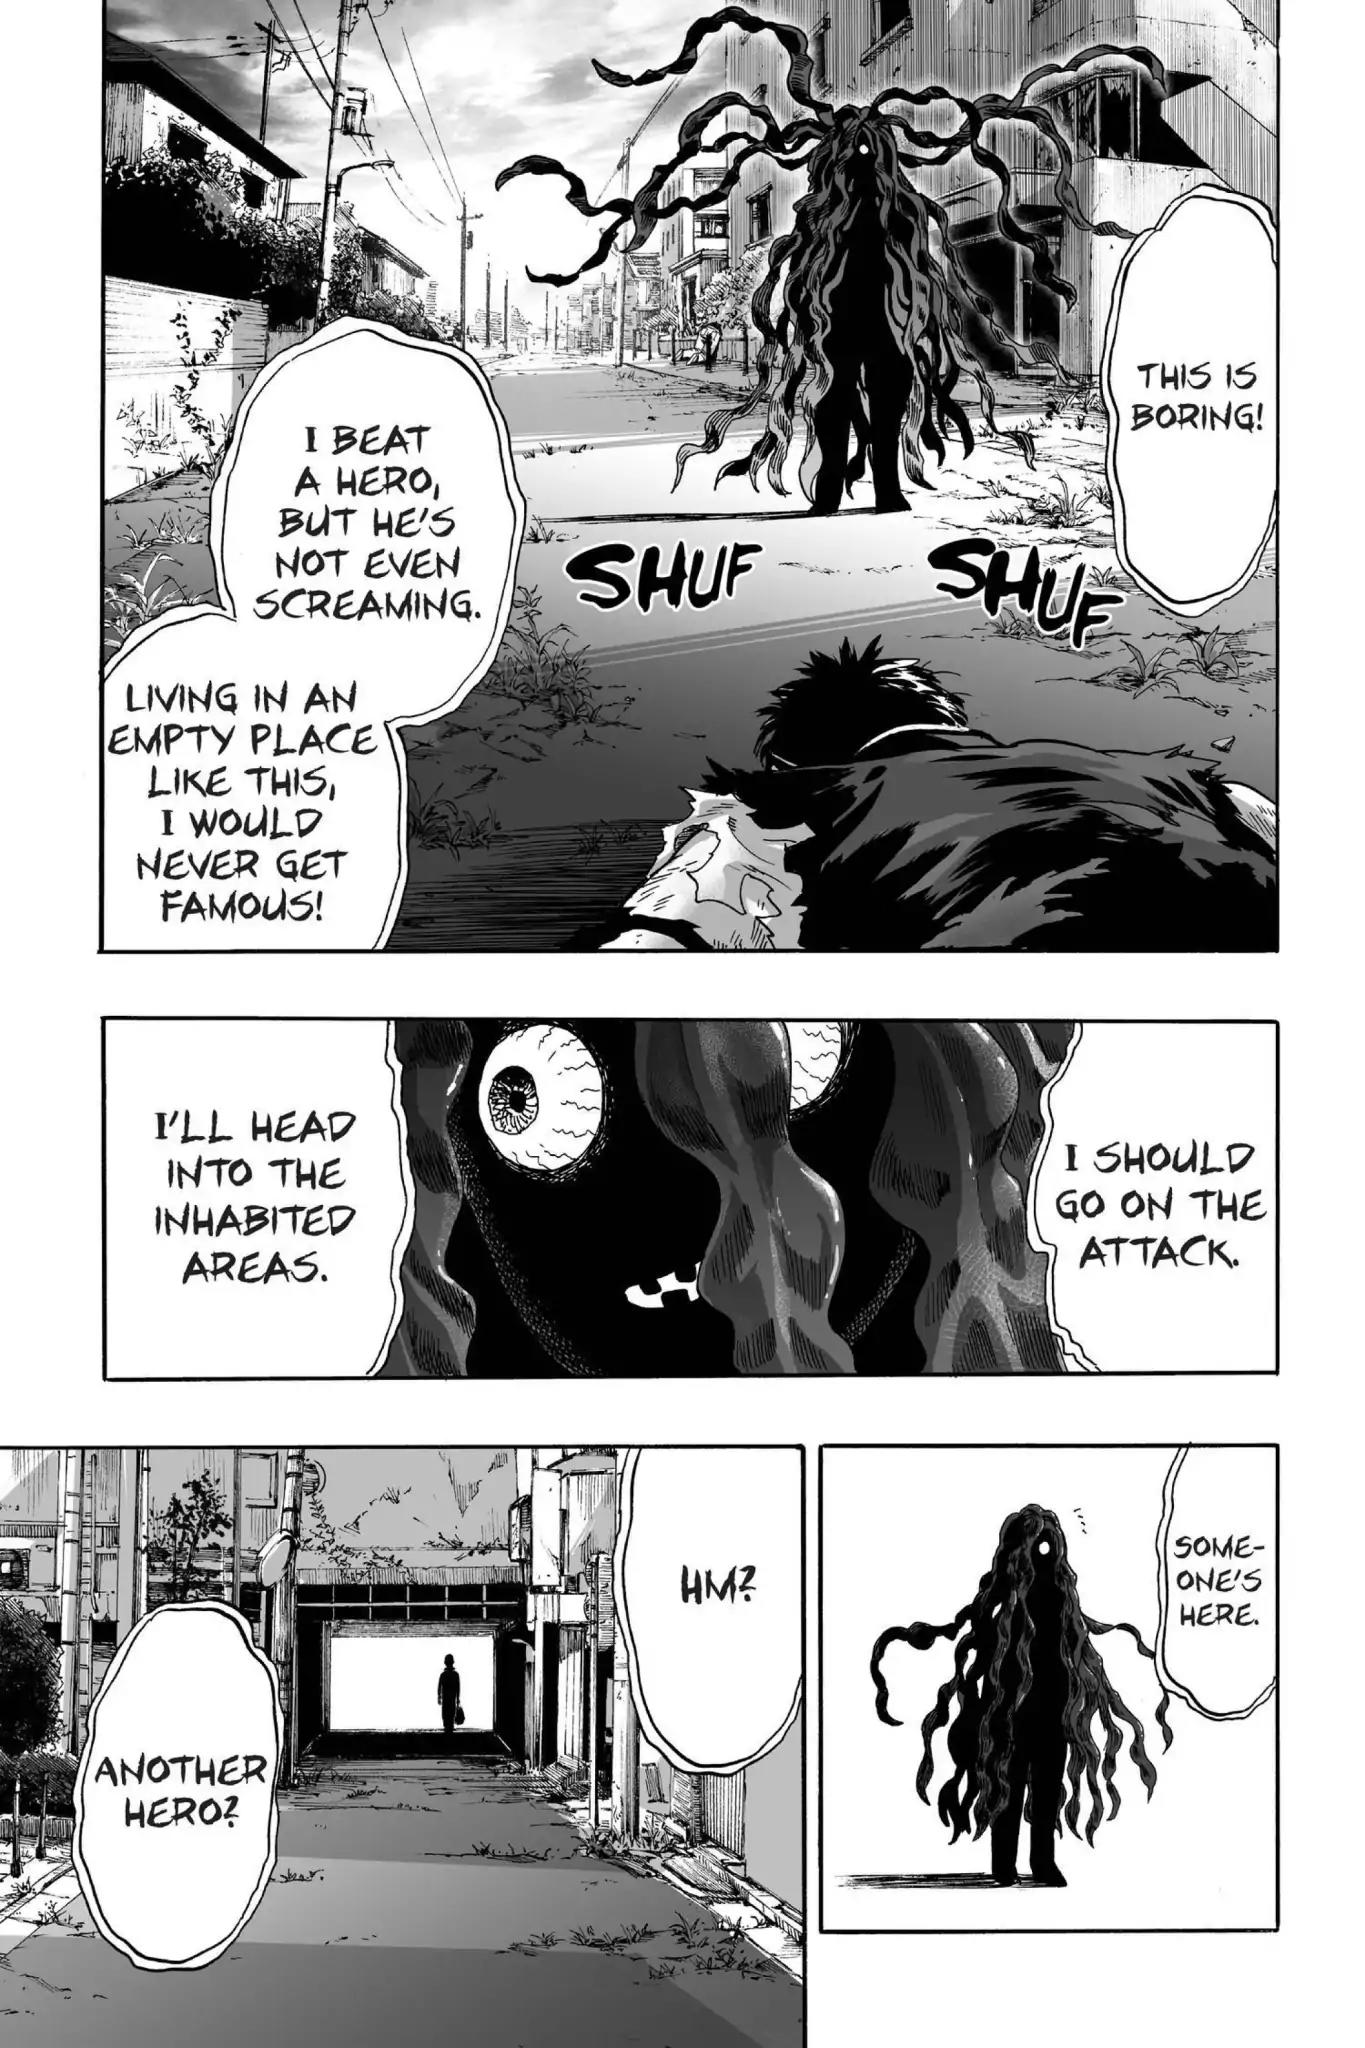 THIS IS
BORING!
I BEAT
A HERO,
BUT HE'S
NOT EVEN
SCREAMING.
LIVING IN AN
EMPTY PLACE
LIKE THIS,
I WOULD
NEVER GET
FAMOUS!
SHUF
SHUF
I SHOULD
GO ON THE
ATTACK.
I'LL HEAD
INTO THE
INHABITED
AREAS.
SOME-
ONE'S
HERE.
HM?
ANOTHER
HERO?